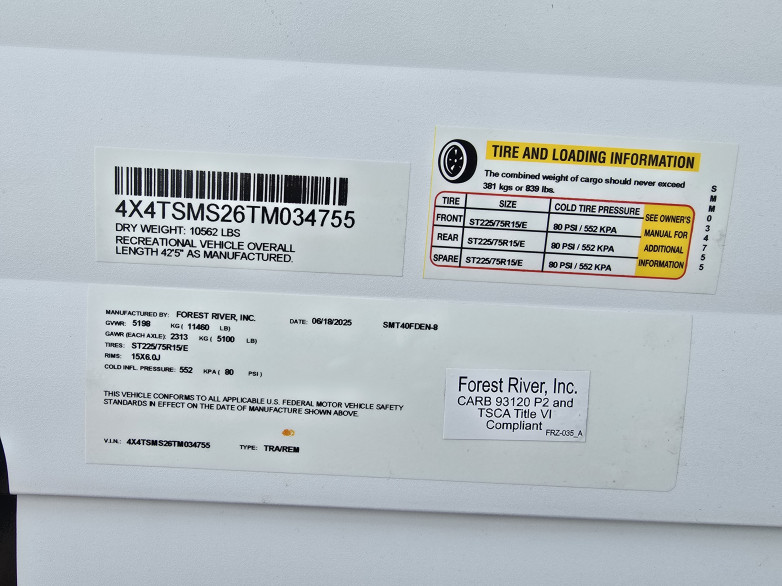 4X4TSMS26TM034755
DRY WEIGHT: 10562 LBS
RECREATIONAL VEHICLE OVERALL
LENGTH 42'5" AS MANUFACTURED.
TIRE AND LOADING INFORMATION
The combined weight of cargo should never exceed
381 kgs or 839 lbs.
TIRE SIZE COLD TIRE PRESSURE
FRONT ST225/75R15/E 80 PSI / 552 KPA
REAR ST225/75R15/E 80 PSI / 552 KPA
SPARE ST225/75R15/E 80 PSI / 552 KPA
SEE OWNER'S
MANUAL FOR
ADDITIONAL
INFORMATION
SMM034755
MANUFACTURED BY: FOREST RIVER, INC. DATE: 06/18/2025 SMT40FDEN-8
GVWR: 5198 KG ( 11460 LB)
GAWR (EACH AXLE): 2313 KG ( 5100 LB)
TIRES: ST225/75R15/E
RIMS: 15X6.0J
COLD INFL. PRESSURE: 552 KPA ( 80 PSI )
THIS VEHICLE CONFORMS TO ALL APPLICABLE U.S. FEDERAL MOTOR VEHICLE SAFETY
STANDARDS IN EFFECT ON THE DATE OF MANUFACTURE SHOWN ABOVE.
V.I.N.: 4X4TSMS26TM034755 TYPE: TRA/REM
Forest River, Inc.
CARB 93120 P2 and
TSCA Title VI
Compliant
FRZ-035_A